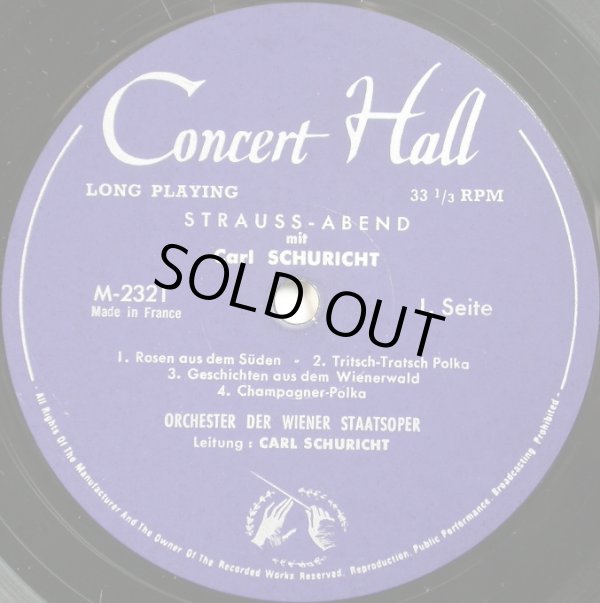 Concert Hall
LONG PLAYING 33 1/3 RPM
STRAUSS-ABEND
mit
Carl SCHURICHT
SOLD OUT
M-2321 1. Seite
Made in France
1. Rosen aus dem Süden - 2. Tritsch-Tratsch Polka
3. Geschichten aus dem Wienerwald
4. Champagner-Polka
ORCHESTER DER WIENER STAATSOPER
Leitung : CARL SCHURICHT
- All Rights Of The Manufacturer And The Owner Of The Recorded Works Reserved. Reproduction, Public Performance, Broadcasting Prohibited -